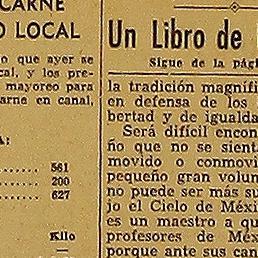 CARNE
O LOCAL
o que ayer se
cal, y los pre-
mayoreo para
arne en canal,
A:
561
200
627
Kilo
Un Libro de
Sigue de la pág
la tradición magnífi
en defensa de los
bertad y de igualda
Será difícil encon
ño que no se sient
movido o conmovi
pequeño gran volum
no puede ser más su
jo el Cielo de Méx
es un maestro a qu
profesores de Méx
porque ante sus can